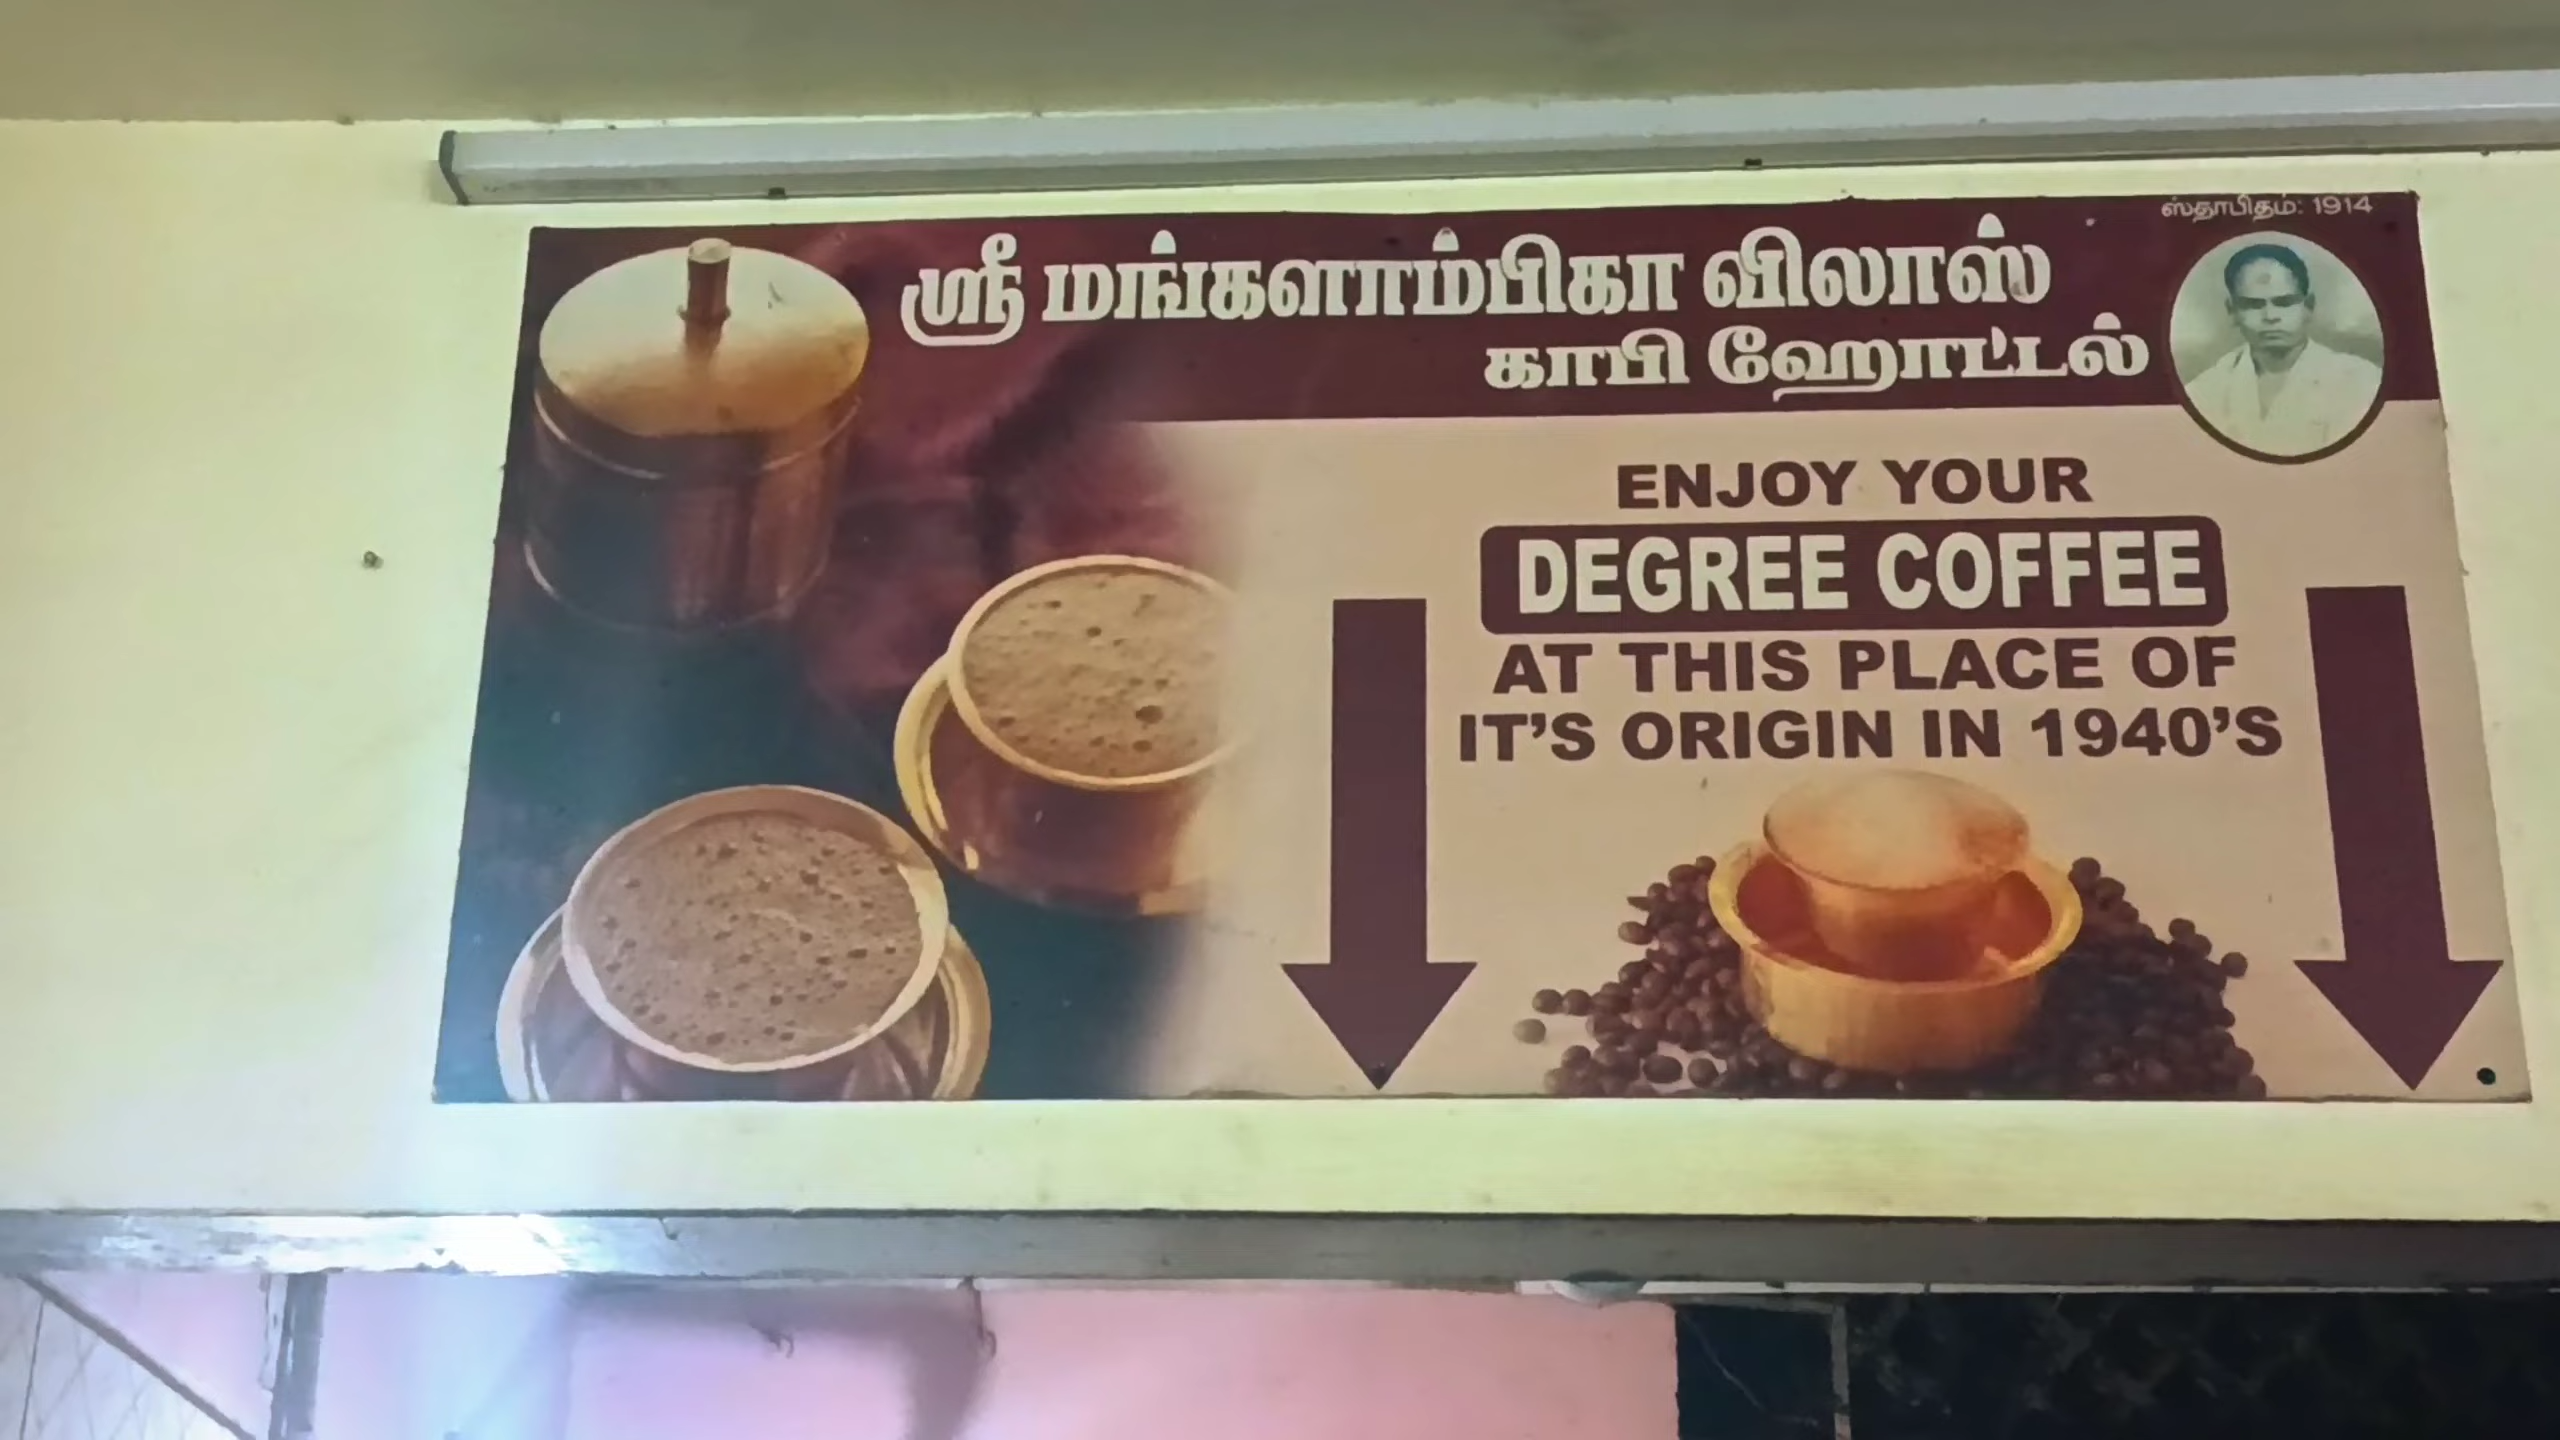 ஸ்தாபிதம்: 1914
ஸ்ரீ மங்களாம்பிகா விலாஸ்
காபி ஹோட்டல்
ENJOY YOUR
DEGREE COFFEE
AT THIS PLACE OF
IT'S ORIGIN IN 1940'S